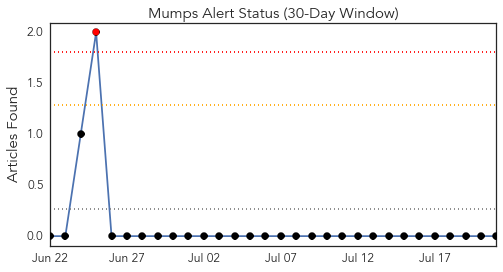 Mumps Alert Status (30-Day Window)
Articles Found
2.0
1.5
1.0
0.5
0.0
Jun 22 Jun 27 Jul 02 Jul 07 Jul 12 Jul 17